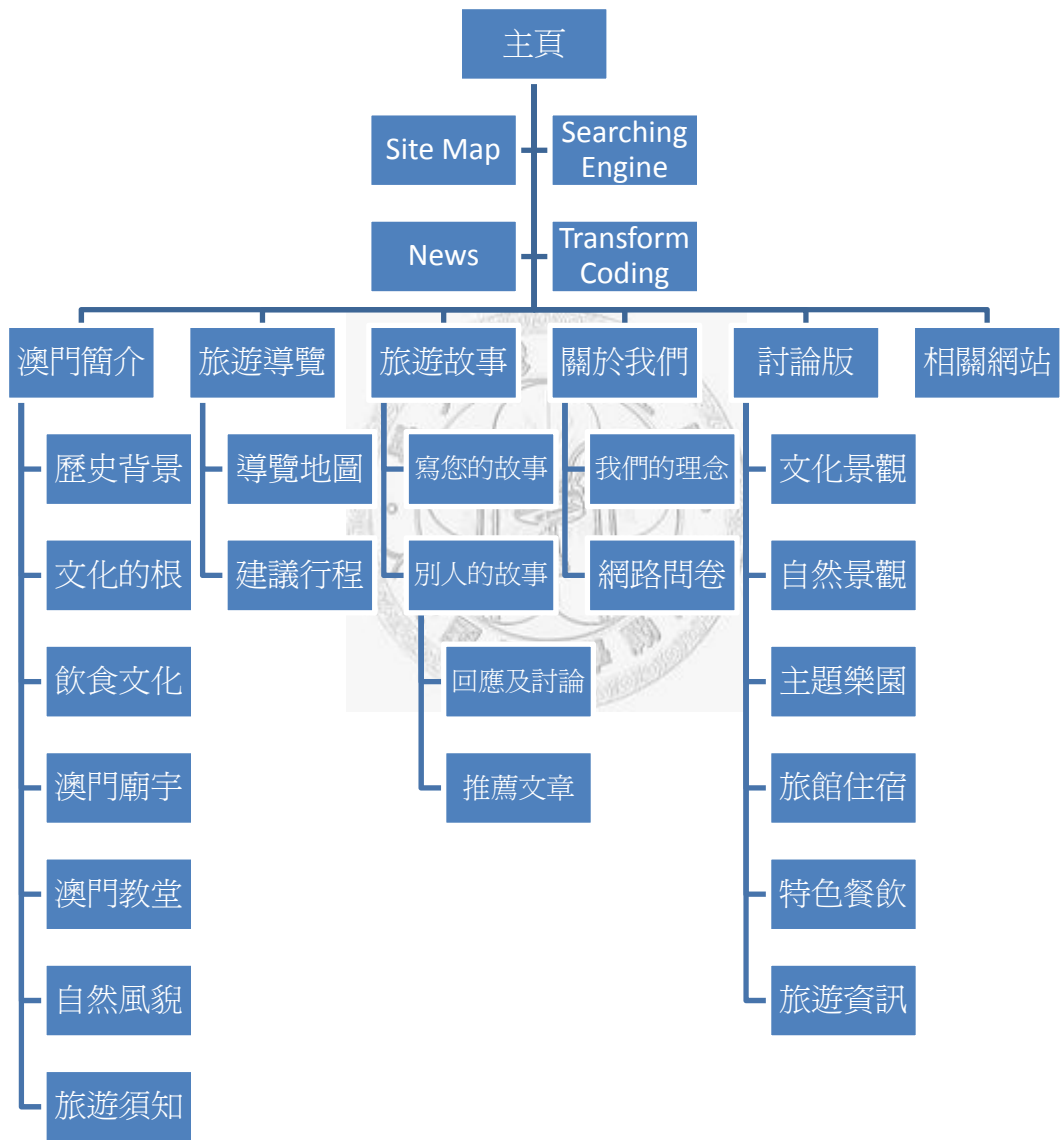 主頁
Site Map
Searching
Engine
News
Transform
Coding
澳門簡介
旅遊導覽
旅遊故事
關於我們
討論版
相關網站
歷史背景
導覽地圖
寫您的故事
我們的理念
文化景觀
文化的根
建議行程
別人的故事
網路問卷
自然景觀
飲食文化
回應及討論
主題樂園
澳門廟宇
推薦文章
旅館住宿
澳門教堂
特色餐飲
自然風貌
旅遊資訊
旅遊須知